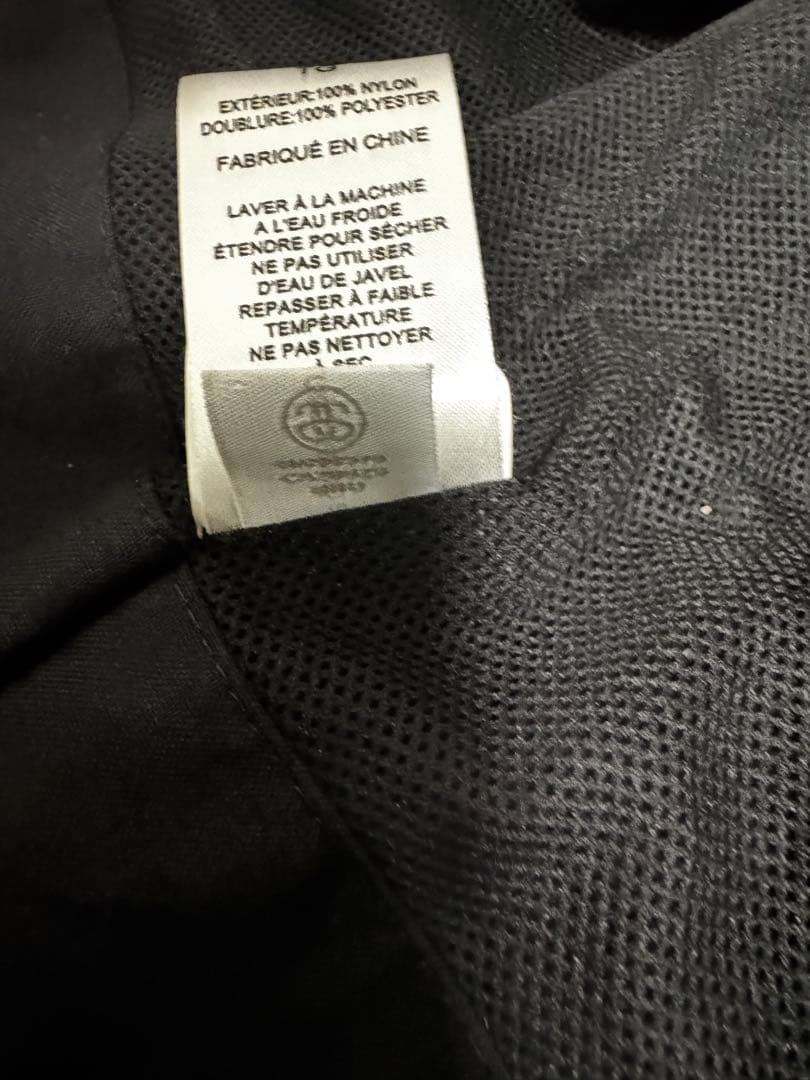 EXTÉRIEUR:100% NYLON
DOUBLURE:100% POLYESTER
FABRIQUÉ EN CHINE
LAVER À LA MACHINE
A L'EAU FROIDE
ÉTENDRE POUR SÉCHER
NE PAS UTILISER
D'EAU DE JAVEL
REPASSER À FAIBLE
TEMPÉRATURE
NE PAS NETTOYER
À SEC